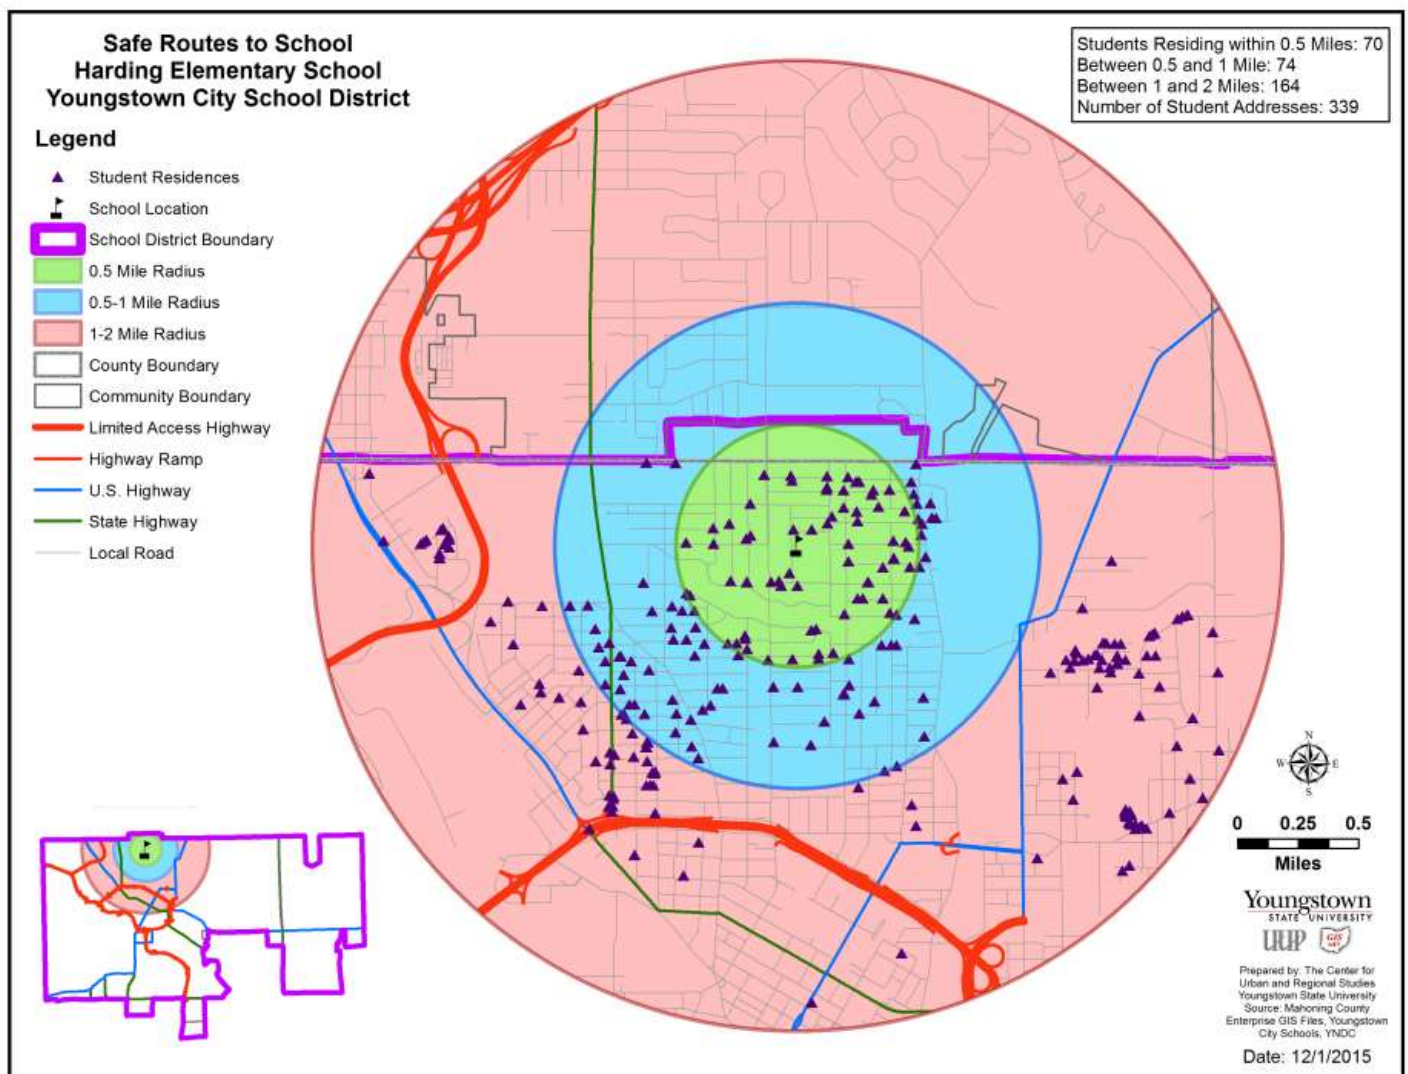 Safe Routes to School
Harding Elementary School
Youngstown City School District
Students Residing within 0.5 Miles: 70
Between 0.5 and 1 Mile: 74
Between 1 and 2 Miles: 164
Number of Student Addresses: 339
Legend
Student Residences
School Location
School District Boundary
0.5 Mile Radius
0.5-1 Mile Radius
1-2 Mile Radius
County Boundary
Community Boundary
Limited Access Highway
Highway Ramp
U.S. Highway
State Highway
Local Road
N
W E
S
0 0.25 0.5
Miles
Youngstown
STATE UNIVERSITY
GIS
Prepared by: The Center for
Urban and Regional Studies
Youngstown State University
Source: Mahoning County
Enterprise GIS Files, Youngstown
City Schools, YNDC
Date: 12/1/2015